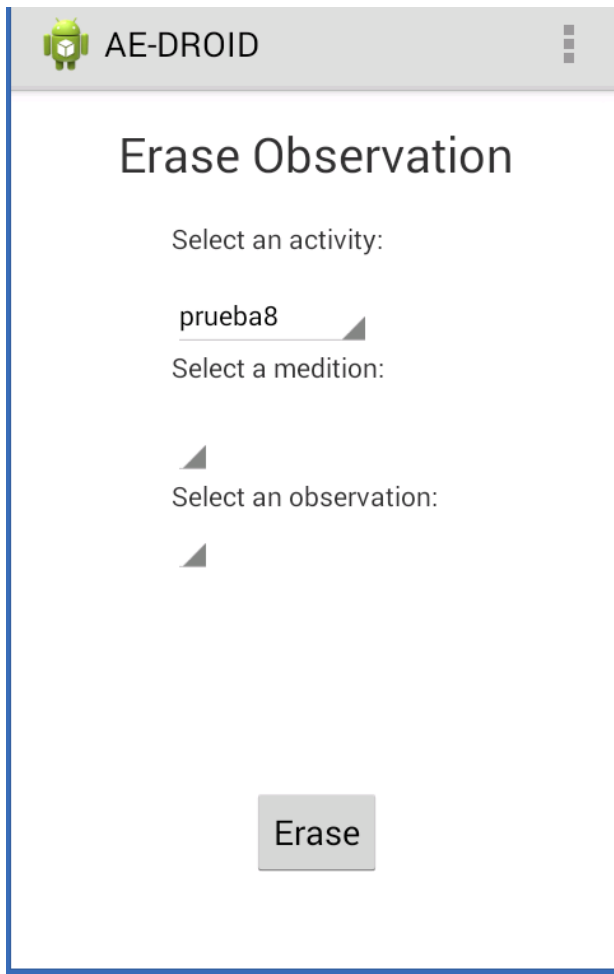 AE-DROID
Erase Observation
Select an activity:
prueba8
Select a medition:
Select an observation:
Erase